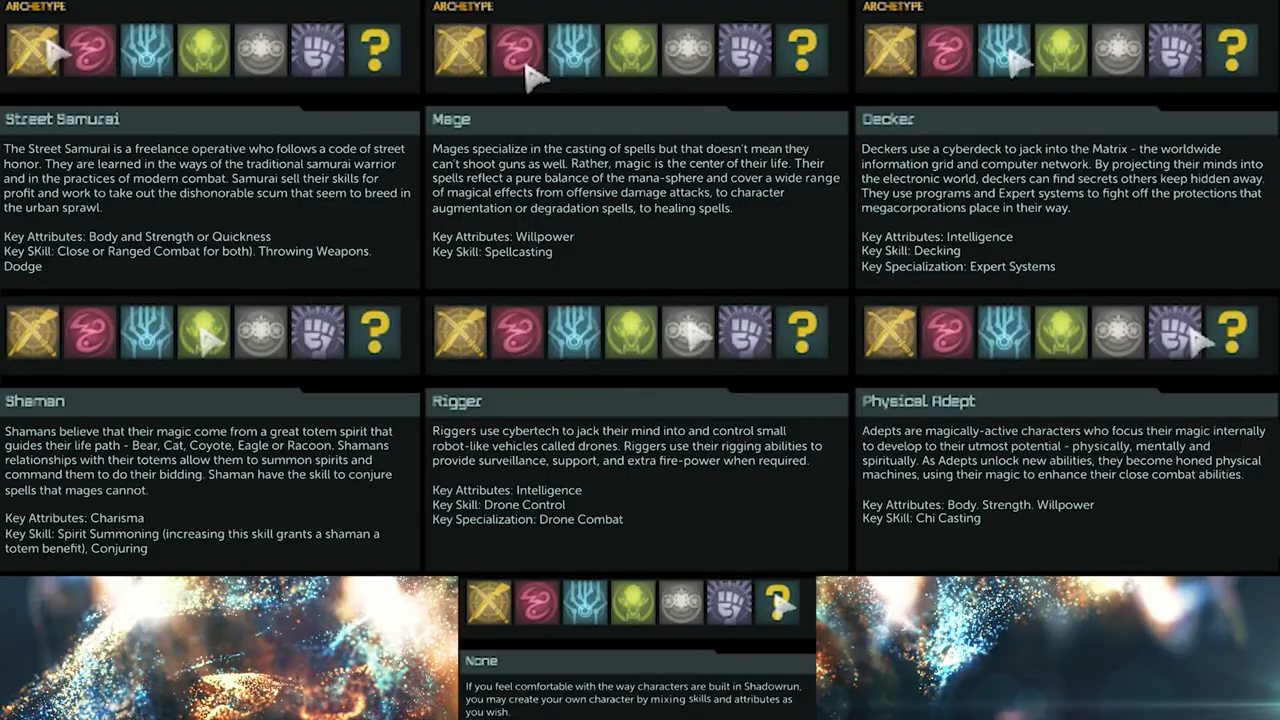 ARCHETYPE
ARCHETYPE
ARCHETYPE
?
?
?
Street Samurai
The Street Samurai is a freelance operative who follows a code of street
honor. They are learned in the ways of the traditional samurai warrior
and in the practices of modern combat. Samurai sell their skills for
profit and work to take out the dishonorable scum that seem to breed in
the urban sprawl.
Key Attributes: Body and Strength or Quickness
Key SKill: Close or Ranged Combat for both). Throwing Weapons.
Dodge
Mage
Mages specialize in the casting of spells but that doesn't mean they
can't shoot guns as well. Rather, magic is the center of their life. Their
spells reflect a pure balance of the mana-sphere and cover a wide range
of magical effects from offensive damage attacks, to character
augmentation or degradation spells, to healing spells.
Key Attributes: Willpower
Key Skill: Spellcasting
Decker
Deckers use a cyberdeck to jack into the Matrix - the worldwide
information grid and computer network. By projecting their minds into
the electronic world, deckers can find secrets others keep hidden away.
They use programs and Expert systems to fight off the protections that
megacorporations place in their way.
Key Attributes: Intelligence
Key Skill: Decking
Key Specialization: Expert Systems
?
?
?
Shaman
Shamans believe that their magic come from a great totem spirit that
guides their life path - Bear, Cat, Coyote, Eagle or Racoon. Shamans
relationships with their totems allow them to summon spirits and
command them to do their bidding. Shaman have the skill to conjure
spells that mages cannot.
Key Attributes: Charisma
Key Skill: Spirit Summoning (increasing this skill grants a shaman a
totem benefit), Conjuring
Rigger
Riggers use cybertech to jack their mind into and control small
robot-like vehicles called drones. Riggers use their rigging abilities to
provide surveillance, support, and extra fire-power when required.
Key Attributes: Intelligence
Key Skill: Drone Control
Key Specialization: Drone Combat
Physical Adept
Adepts are magically-active characters who focus their magic internally
to develop to their utmost potential - physically, mentally and
spiritually. As Adepts unlock new abilities, they become honed physical
machines, using their magic to enhance their close combat abilities.
Key Attributes: Body. Strength. Willpower
Key SKill: Chi Casting
?
None
If you feel comfortable with the way characters are built in Shadowrun,
you may create your own character by mixing skills and attributes as
you wish.